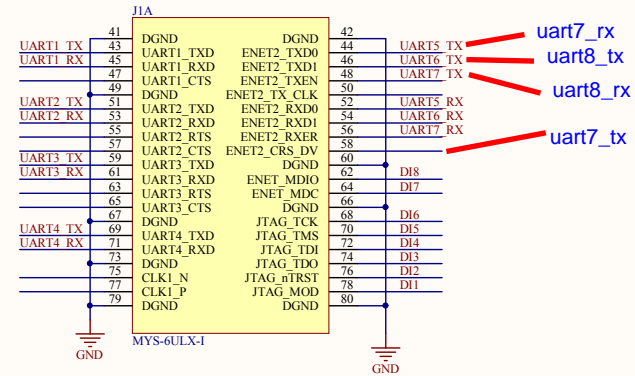 J1A
41 DGND DGND 42
UART1_TX 43 UART1_TXD ENET2_TXD0 44 UART5_TX uart7_rx
UART1_RX 45 UART1_RXD ENET2_TXD1 46 UART6_TX uart8_tx
47 UART1_CTS ENET2_TXEN 48 UART7_TX uart8_rx
49 DGND ENET2_TX_CLK 50
UART2_TX 51 UART2_TXD ENET2_RXD0 52 UART5_RX
UART2_RX 53 UART2_RXD ENET2_RXD1 54 UART6_RX
55 UART2_RTS ENET2_RXER 56 UART7_RX
57 UART2_CTS ENET2_CRS_DV 58 uart7_tx
UART3_TX 59 UART3_TXD DGND 60
UART3_RX 61 UART3_RXD ENET_MDIO 62 DI8
63 UART3_RTS ENET_MDC 64 DI7
65 UART3_CTS DGND 66
67 DGND JTAG_TCK 68 DI6
UART4_TX 69 UART4_TXD JTAG_TMS 70 DI5
UART4_RX 71 UART4_RXD JTAG_TDI 72 DI4
73 DGND JTAG_TDO 74 DI3
75 CLK1_N JTAG_nTRST 76 DI2
77 CLK1_P JTAG_MOD 78 DI1
79 DGND DGND 80
MYS-6ULX-I
GND GND